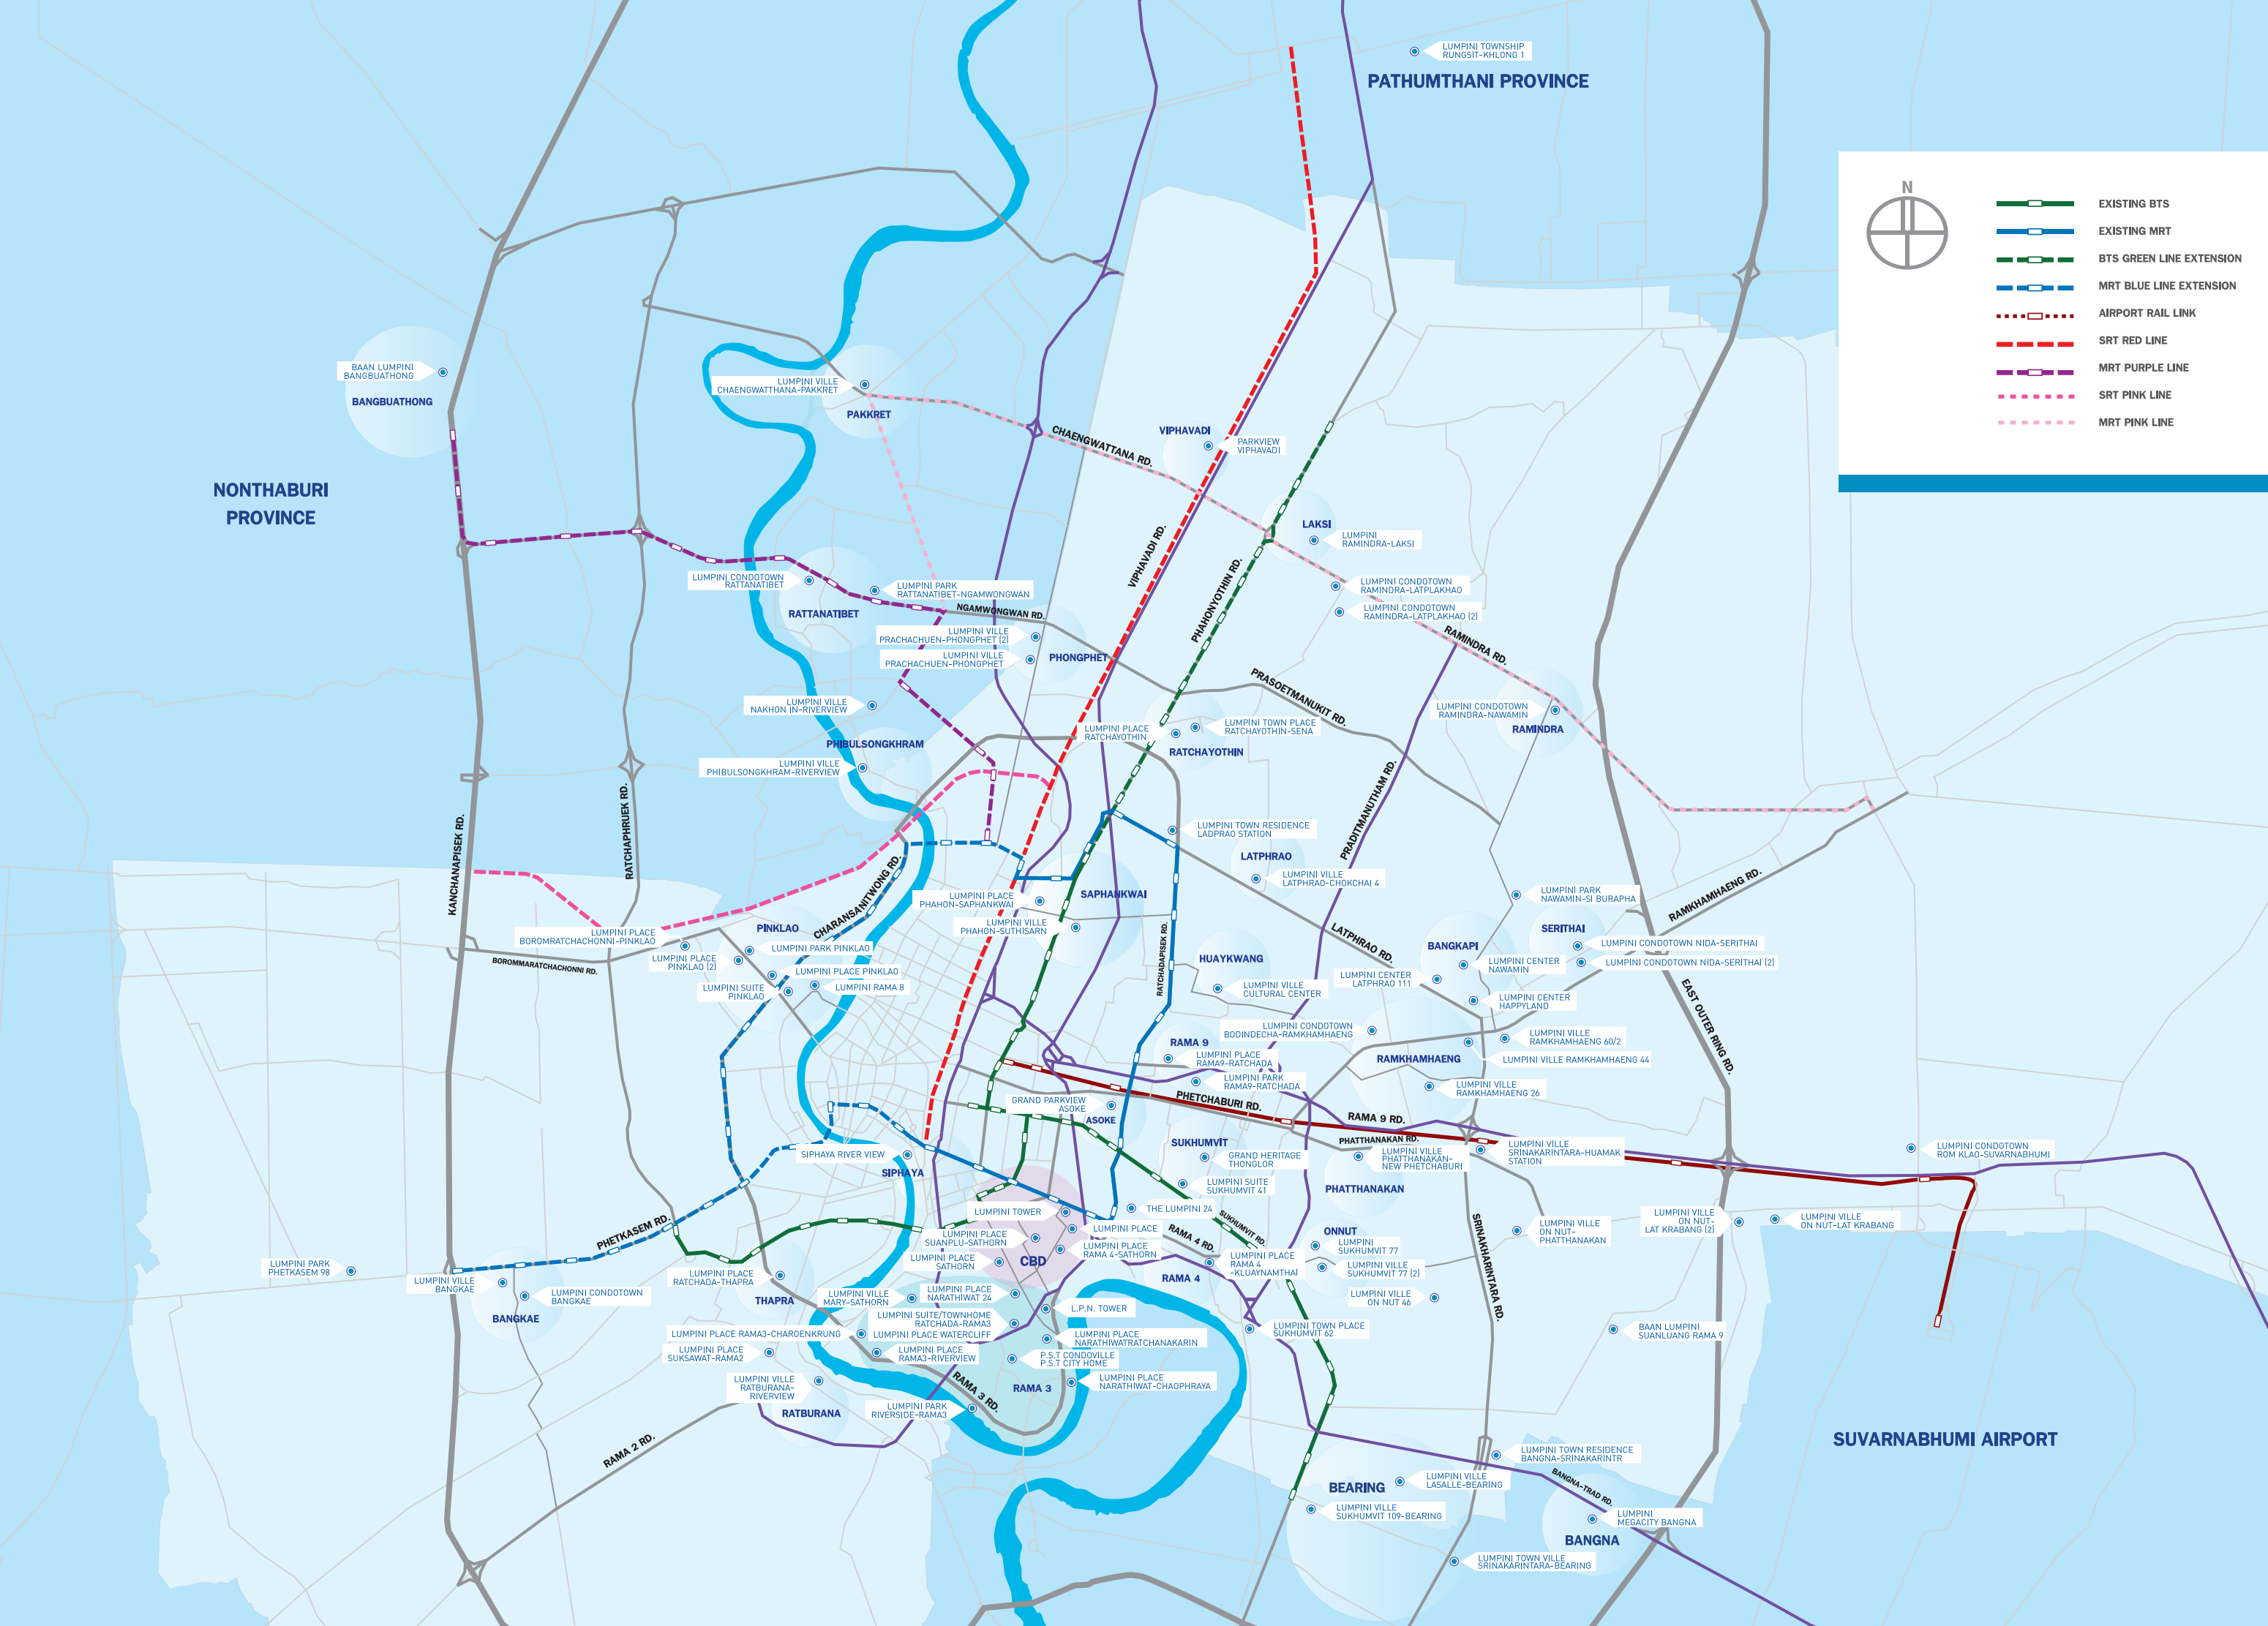 LUMPINI TOWNSHIP
RUNGSIT-KHLONG 1
PATHUMTHANI PROVINCE
N
EXISTING BTS
EXISTING MRT
BTS GREEN LINE EXTENSION
MRT BLUE LINE EXTENSION
AIRPORT RAIL LINK
SRT RED LINE
MRT PURPLE LINE
SRT PINK LINE
MRT PINK LINE
BAAN LUMPINI
BANGBUATHONG
BANGBUATHONG
LUMPINI VILLE
CHAENGWATTHANA-PAKKRET
PAKKRET
CHAENGWATTANA RD.
VIPHAVADI
PARKVIEW
VIPHAVADI
NONTHABURI
PROVINCE
LAKSI
LUMPINI
RAMINDRA-LAKSI
VIPHAVADI RD.
PHAHONYOTHIN RD.
LUMPINI CONDOTOWN
RATTANATIBET
LUMPINI PARK
RATTANATIBET-NGAMWONGWAN
RATTANATIBET
NGAMWONGWAN RD.
LUMPINI CONDOTOWN
RAMINDRA-LATPLAKHAO
LUMPINI CONDOTOWN
RAMINDRA-LATPLAKHAO (2)
RAMINDRA RD.
LUMPINI VILLE
PRACHACHUEN-PHONGPHET (2)
LUMPINI VILLE
PRACHACHUEN-PHONGPHET
PHONGPHET
PRASOETMANUKIT RD.
LUMPINI VILLE
NAKHON IN-RIVERVIEW
LUMPINI CONDOTOWN
RAMINDRA-NAWAMIN
RAMINDRA
LUMPINI PLACE
RATCHAYOTHIN
LUMPINI TOWN PLACE
RATCHAYOTHIN-SENA
RATCHAYOTHIN
PHIBULSONGKHRAM
LUMPINI VILLE
PHIBULSONGKHRAM-RIVERVIEW
PRADITMANUTHAM RD.
KANCHANAPISEK RD.
RATCHAPHRUEK RD.
LUMPINI TOWN RESIDENCE
LADPRAO STATION
LATPHRAO
LUMPINI VILLE
LATPHRAO-CHOKCHAI 4
CHARANSANITWONG RD.
LUMPINI PLACE
PHAHON-SAPHANKWAI
SAPHANKWAI
LUMPINI VILLE
PHAHON-SUTHISARN
LUMPINI PARK
NAWAMIN-SI BURAPHA
RAMKHAMHAENG RD.
PINKLAO
LUMPINI PLACE
BOROMRATCHACHONNI-PINKLAO
LUMPINI PARK PINKLAO
LUMPINI PLACE
PINKLAO (2)
BOROMMARATCHACHONNI RD.
LUMPINI PLACE PINKLAO
LUMPINI SUITE
PINKLAO
LUMPINI RAMA 8
RATCHADAPISEK RD.
HUAYKWANG
LUMPINI VILLE
CULTURAL CENTER
LATPHRAO RD.
LUMPINI CENTER
LATPHRAO 111
BANGKAPI
LUMPINI CENTER
NAWAMIN
SERITHAI
LUMPINI CONDOTOWN NIDA-SERITHAI
LUMPINI CONDOTOWN NIDA-SERITHAI (2)
LUMPINI CENTER
HAPPYLAND
EAST OUTER RING RD.
LUMPINI CONDOTOWN
BODINDECHA-RAMKHAMHAENG
RAMKHAMHAENG
LUMPINI VILLE
RAMKHAMHAENG 60/2
LUMPINI VILLE RAMKHAMHAENG 44
LUMPINI VILLE
RAMKHAMHAENG 26
RAMA 9
LUMPINI PLACE
RAMA9-RATCHADA
LUMPINI PARK
RAMA9-RATCHADA
PHETCHABURI RD.
GRAND PARKVIEW
ASOKE
ASOKE
RAMA 9 RD.
PHATTHANAKAN RD.
SUKHUMVIT
GRAND HERITAGE
THONGLOR
LUMPINI VILLE
PHATTHANAKAN-
NEW PHETCHABURI
PHATTHANAKAN
LUMPINI VILLE
SRINAKARINTARA-HUAMAK
STATION
LUMPINI CONDOTOWN
ROM KLAO-SUVARNABHUMI
SIPHAYA RIVER VIEW
SIPHAYA
LUMPINI SUITE
SUKHUMVIT 41
LUMPINI TOWER
THE LUMPINI 24
SUKHUMVIT RD.
LUMPINI PLACE
SUANPLU-SATHORN
LUMPINI PLACE
RAMA 4-SATHORN
LUMPINI PLACE
RAMA 4 RD.
LUMPINI PLACE
SATHORN
CBD
LUMPINI PLACE
RAMA 4
-KLUAYNAMTHAI
RAMA 4
ONNUT
LUMPINI
SUKHUMVIT 77
LUMPINI VILLE
SUKHUMVIT 77 (2)
LUMPINI VILLE
ON NUT 46
SRINAKHARINTARA RD.
LUMPINI VILLE
ON NUT-
PHATTHANAKAN
LUMPINI VILLE
ON NUT-
LAT KRABANG (2)
LUMPINI VILLE
ON NUT-LAT KRABANG
PHETKASEM RD.
LUMPINI PARK
PHETKASEM 98
LUMPINI VILLE
BANGKAE
LUMPINI CONDOTOWN
BANGKAE
BANGKAE
LUMPINI PLACE
RATCHADA-THAPRA
THAPRA
LUMPINI VILLE
MARY-SATHORN
LUMPINI PLACE
NARATHIWAT 24
L.P.N. TOWER
LUMPINI SUITE/TOWNHOME
RATCHADA-RAMA3
LUMPINI PLACE RAMA3-CHAROENKRUNG
LUMPINI PLACE WATERCLIFF
LUMPINI PLACE
NARATHIWATRATCHANAKARIN
LUMPINI PLACE
SUKSAWAT-RAMA2
LUMPINI PLACE
RAMA3-RIVERVIEW
P.S.T CONDOVILLE
P.S.T CITY HOME
LUMPINI TOWN PLACE
SUKHUMVIT 62
BAAN LUMPINI
SUANLUANG RAMA 9
LUMPINI VILLE
RATBURANA-
RIVERVIEW
RATBURANA
RAMA 3 RD.
RAMA 3
LUMPINI PLACE
NARATHIWAT-CHAOPHRAYA
LUMPINI PARK
RIVERSIDE-RAMA3
RAMA 2 RD.
SUVARNABHUMI AIRPORT
LUMPINI TOWN RESIDENCE
BANGNA-SRINAKARINTR
BEARING
LUMPINI VILLE
LASALLE-BEARING
BANGNA-TRAD RD.
LUMPINI VILLE
SUKHUMVIT 109-BEARING
LUMPINI
MEGACITY BANGNA
BANGNA
LUMPINI TOWN VILLE
SRINAKARINTARA-BEARING